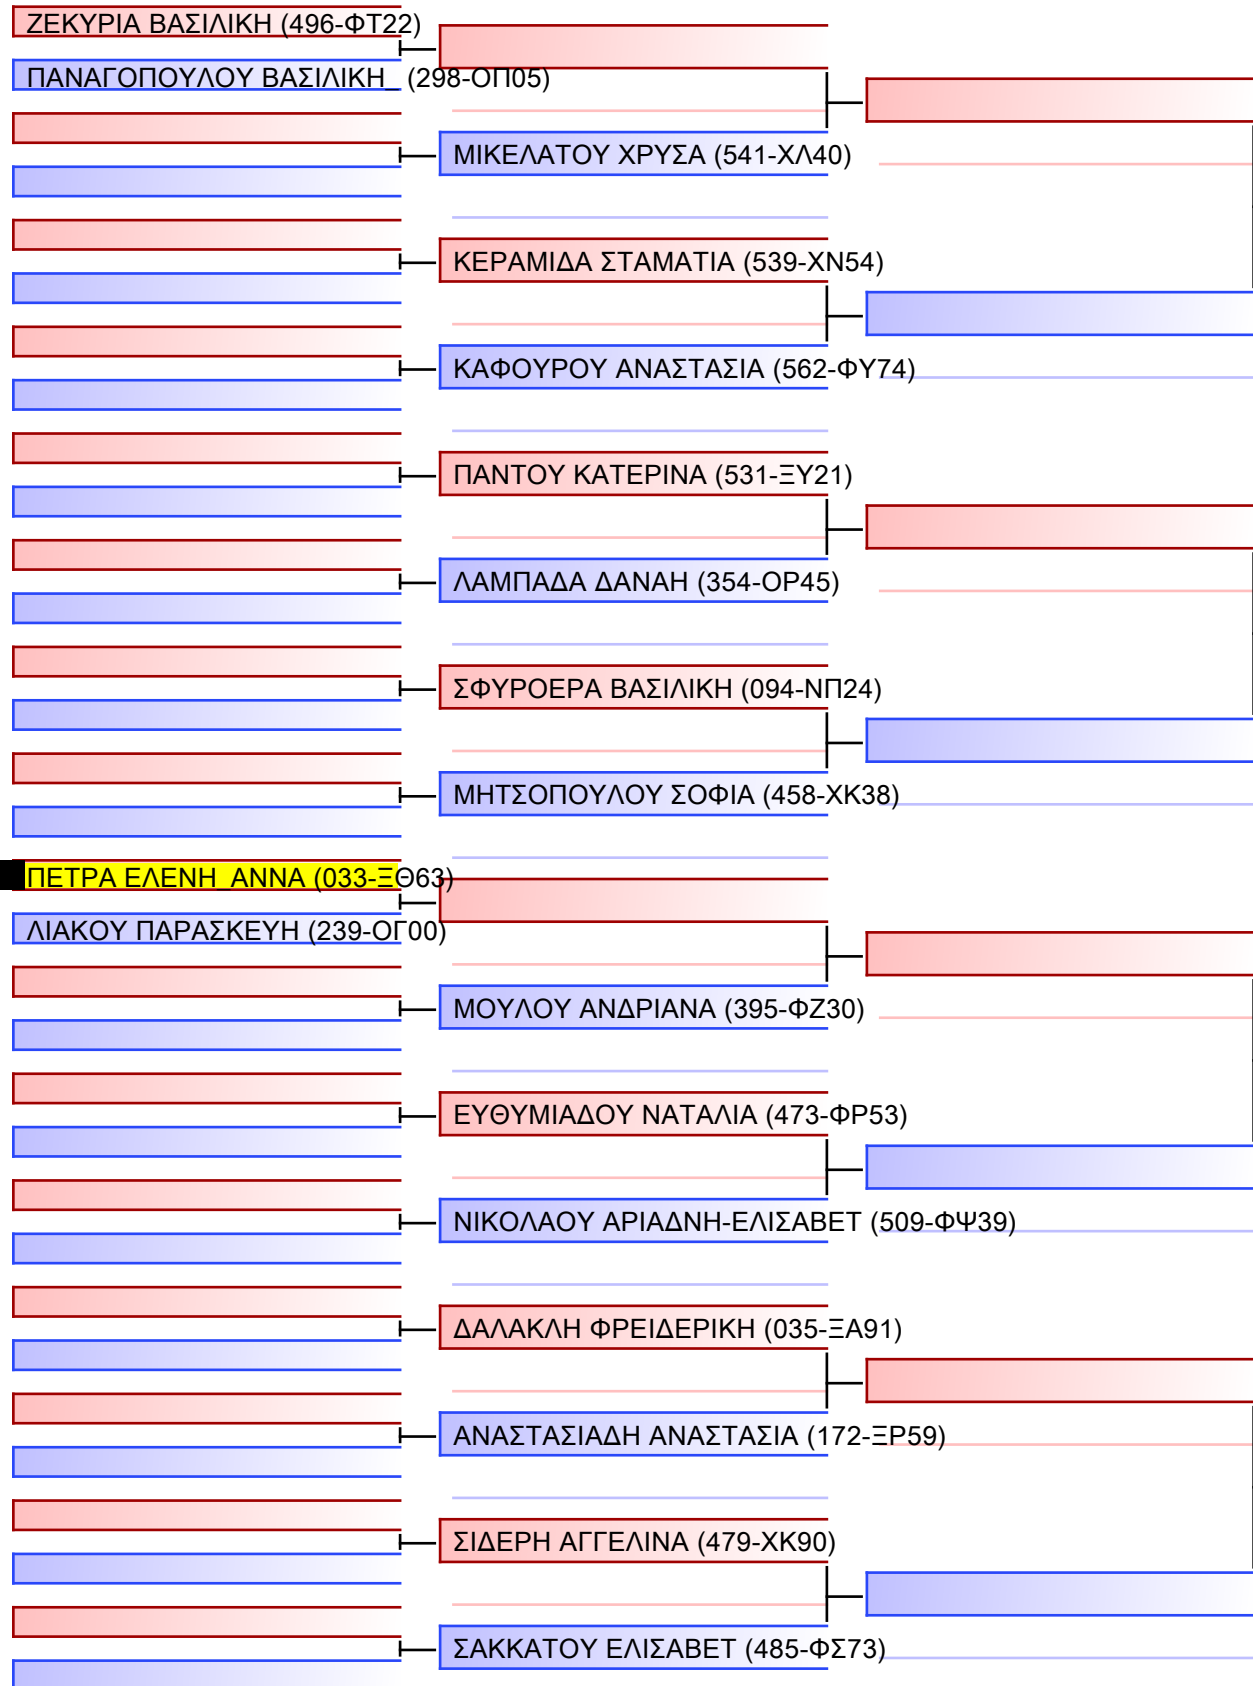 ΖΕΚΥΡΙΑ ΒΑΣΙΛΙΚΗ (496-ΦΤ22)
ΠΑΝΑΓΟΠΟΥΛΟΥ ΒΑΣΙΛΙΚΗ_ (298-ΟΠ05)
ΜΙΚΕΛΑΤΟΥ ΧΡΥΣΑ (541-ΧΛ40)
ΚΕΡΑΜΙΔΑ ΣΤΑΜΑΤΙΑ (539-ΧΝ54)
ΚΑΦΟΥΡΟΥ ΑΝΑΣΤΑΣΙΑ (562-ΦΥ74)
ΠΑΝΤΟΥ ΚΑΤΕΡΙΝΑ (531-ΞΥ21)
ΛΑΜΠΑΔΑ ΔΑΝΑΗ (354-ΟΡ45)
ΣΦΥΡΟΕΡΑ ΒΑΣΙΛΙΚΗ (094-ΝΠ24)
ΜΗΤΣΟΠΟΥΛΟΥ ΣΟΦΙΑ (458-ΧΚ38)
ΠΕΤΡΑ ΕΛΕΝΗ_ΑΝΝΑ (033-ΞΘ63)
ΛΙΑΚΟΥ ΠΑΡΑΣΚΕΥΗ (239-ΟΓ00)
ΜΟΥΛΟΥ ΑΝΔΡΙΑΝΑ (395-ΦΖ30)
ΕΥΘΥΜΙΑΔΟΥ ΝΑΤΑΛΙΑ (473-ΦΡ53)
ΝΙΚΟΛΑΟΥ ΑΡΙΑΔΝΗ-ΕΛΙΣΑΒΕΤ (509-ΦΨ39)
ΔΑΛΑΚΛΗ ΦΡΕΙΔΕΡΙΚΗ (035-ΞΑ91)
ΑΝΑΣΤΑΣΙΑΔΗ ΑΝΑΣΤΑΣΙΑ (172-ΞΡ59)
ΣΙΔΕΡΗ ΑΓΓΕΛΙΝΑ (479-ΧΚ90)
ΣΑΚΚΑΤΟΥ ΕΛΙΣΑΒΕΤ (485-ΦΣ73)